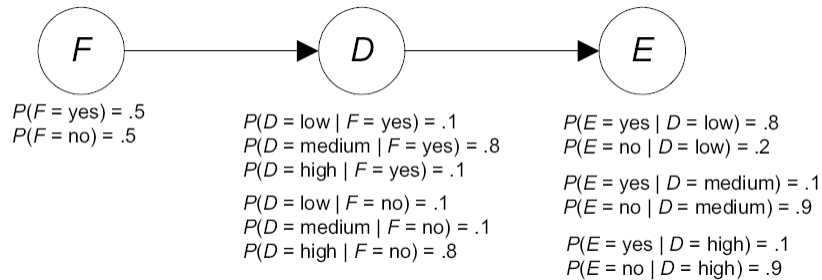 F
D
E
P(F = yes) = .5
P(F = no) = .5
P(D = low | F = yes) = .1
P(D = medium | F = yes) = .8
P(D = high | F = yes) = .1
P(D = low | F = no) = .1
P(D = medium | F = no) = .1
P(D = high | F = no) = .8
P(E = yes | D = low) = .8
P(E = no | D = low) = .2
P(E = yes | D = medium) = .1
P(E = no | D = medium) = .9
P(E = yes | D = high) = .1
P(E = no | D = high) = .9